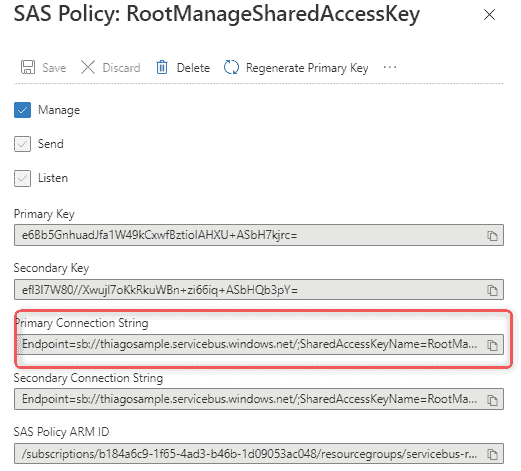 SAS Policy: RootManageSharedAccessKey
Save Discard Delete Regenerate Primary Key ...
Manage
Send
Listen
Primary Key
e6Bb5GnhuadJfa1W49kCxwfBztioIAHXU+ASbH7kjrc=
Secondary Key
efI3I7W80//XwujI7oKkRkuWBn+zi66iq+ASbHQb3pY=
Primary Connection String
Endpoint=sb://thiagosample.servicebus.windows.net/;SharedAccessKeyName=RootMa...
Secondary Connection String
Endpoint=sb://thiagosample.servicebus.windows.net/;SharedAccessKeyName=RootMa...
SAS Policy ARM ID
/subscriptions/b184a6c9-1f65-4ad3-b46b-1d09053ac048/resourcegroups/servicebus-r...